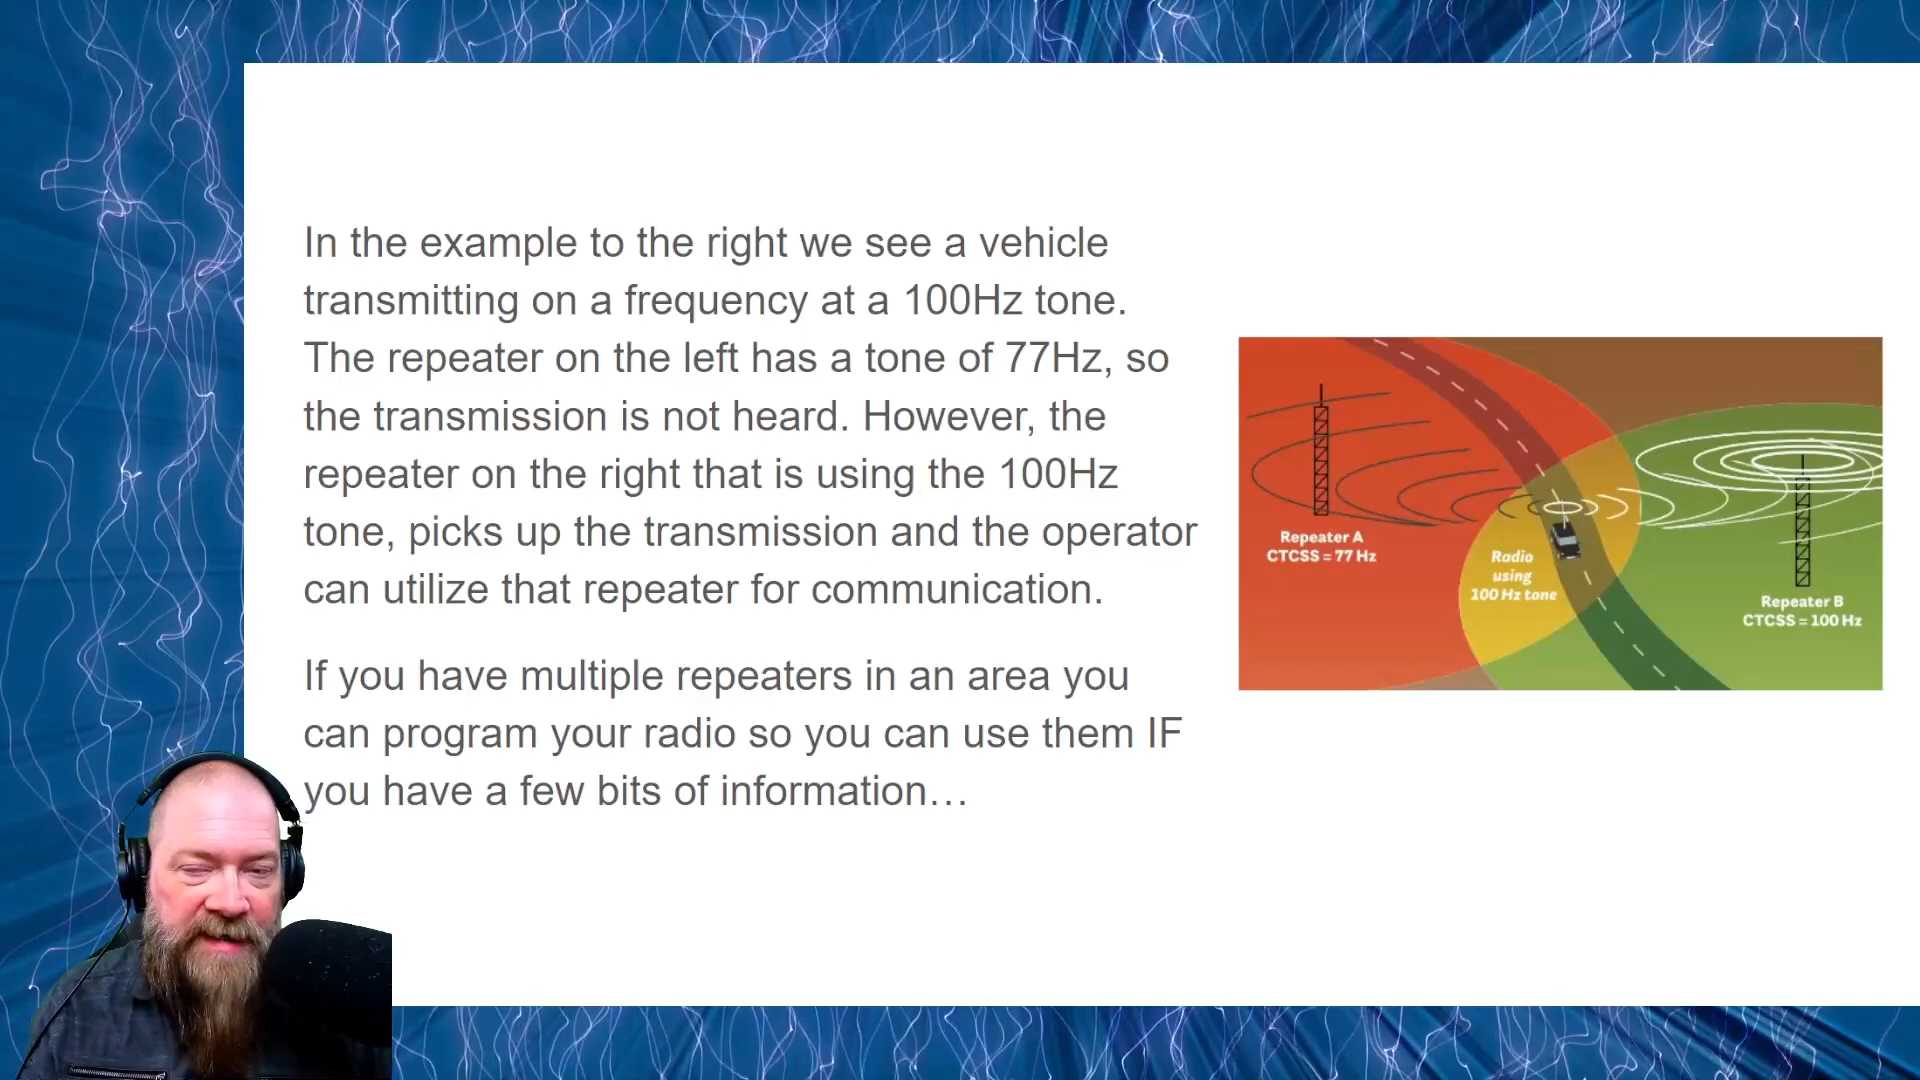 In the example to the right we see a vehicle
transmitting on a frequency at a 100Hz tone.
The repeater on the left has a tone of 77Hz, so
the transmission is not heard. However, the
repeater on the right that is using the 100Hz
tone, picks up the transmission and the operator
can utilize that repeater for communication.
If you have multiple repeaters in an area you
can program your radio so you can use them IF
you have a few bits of information…
Repeater A
CTCSS = 77 Hz
Radio
using
100 Hz tone
Repeater B
CTCSS = 100 Hz